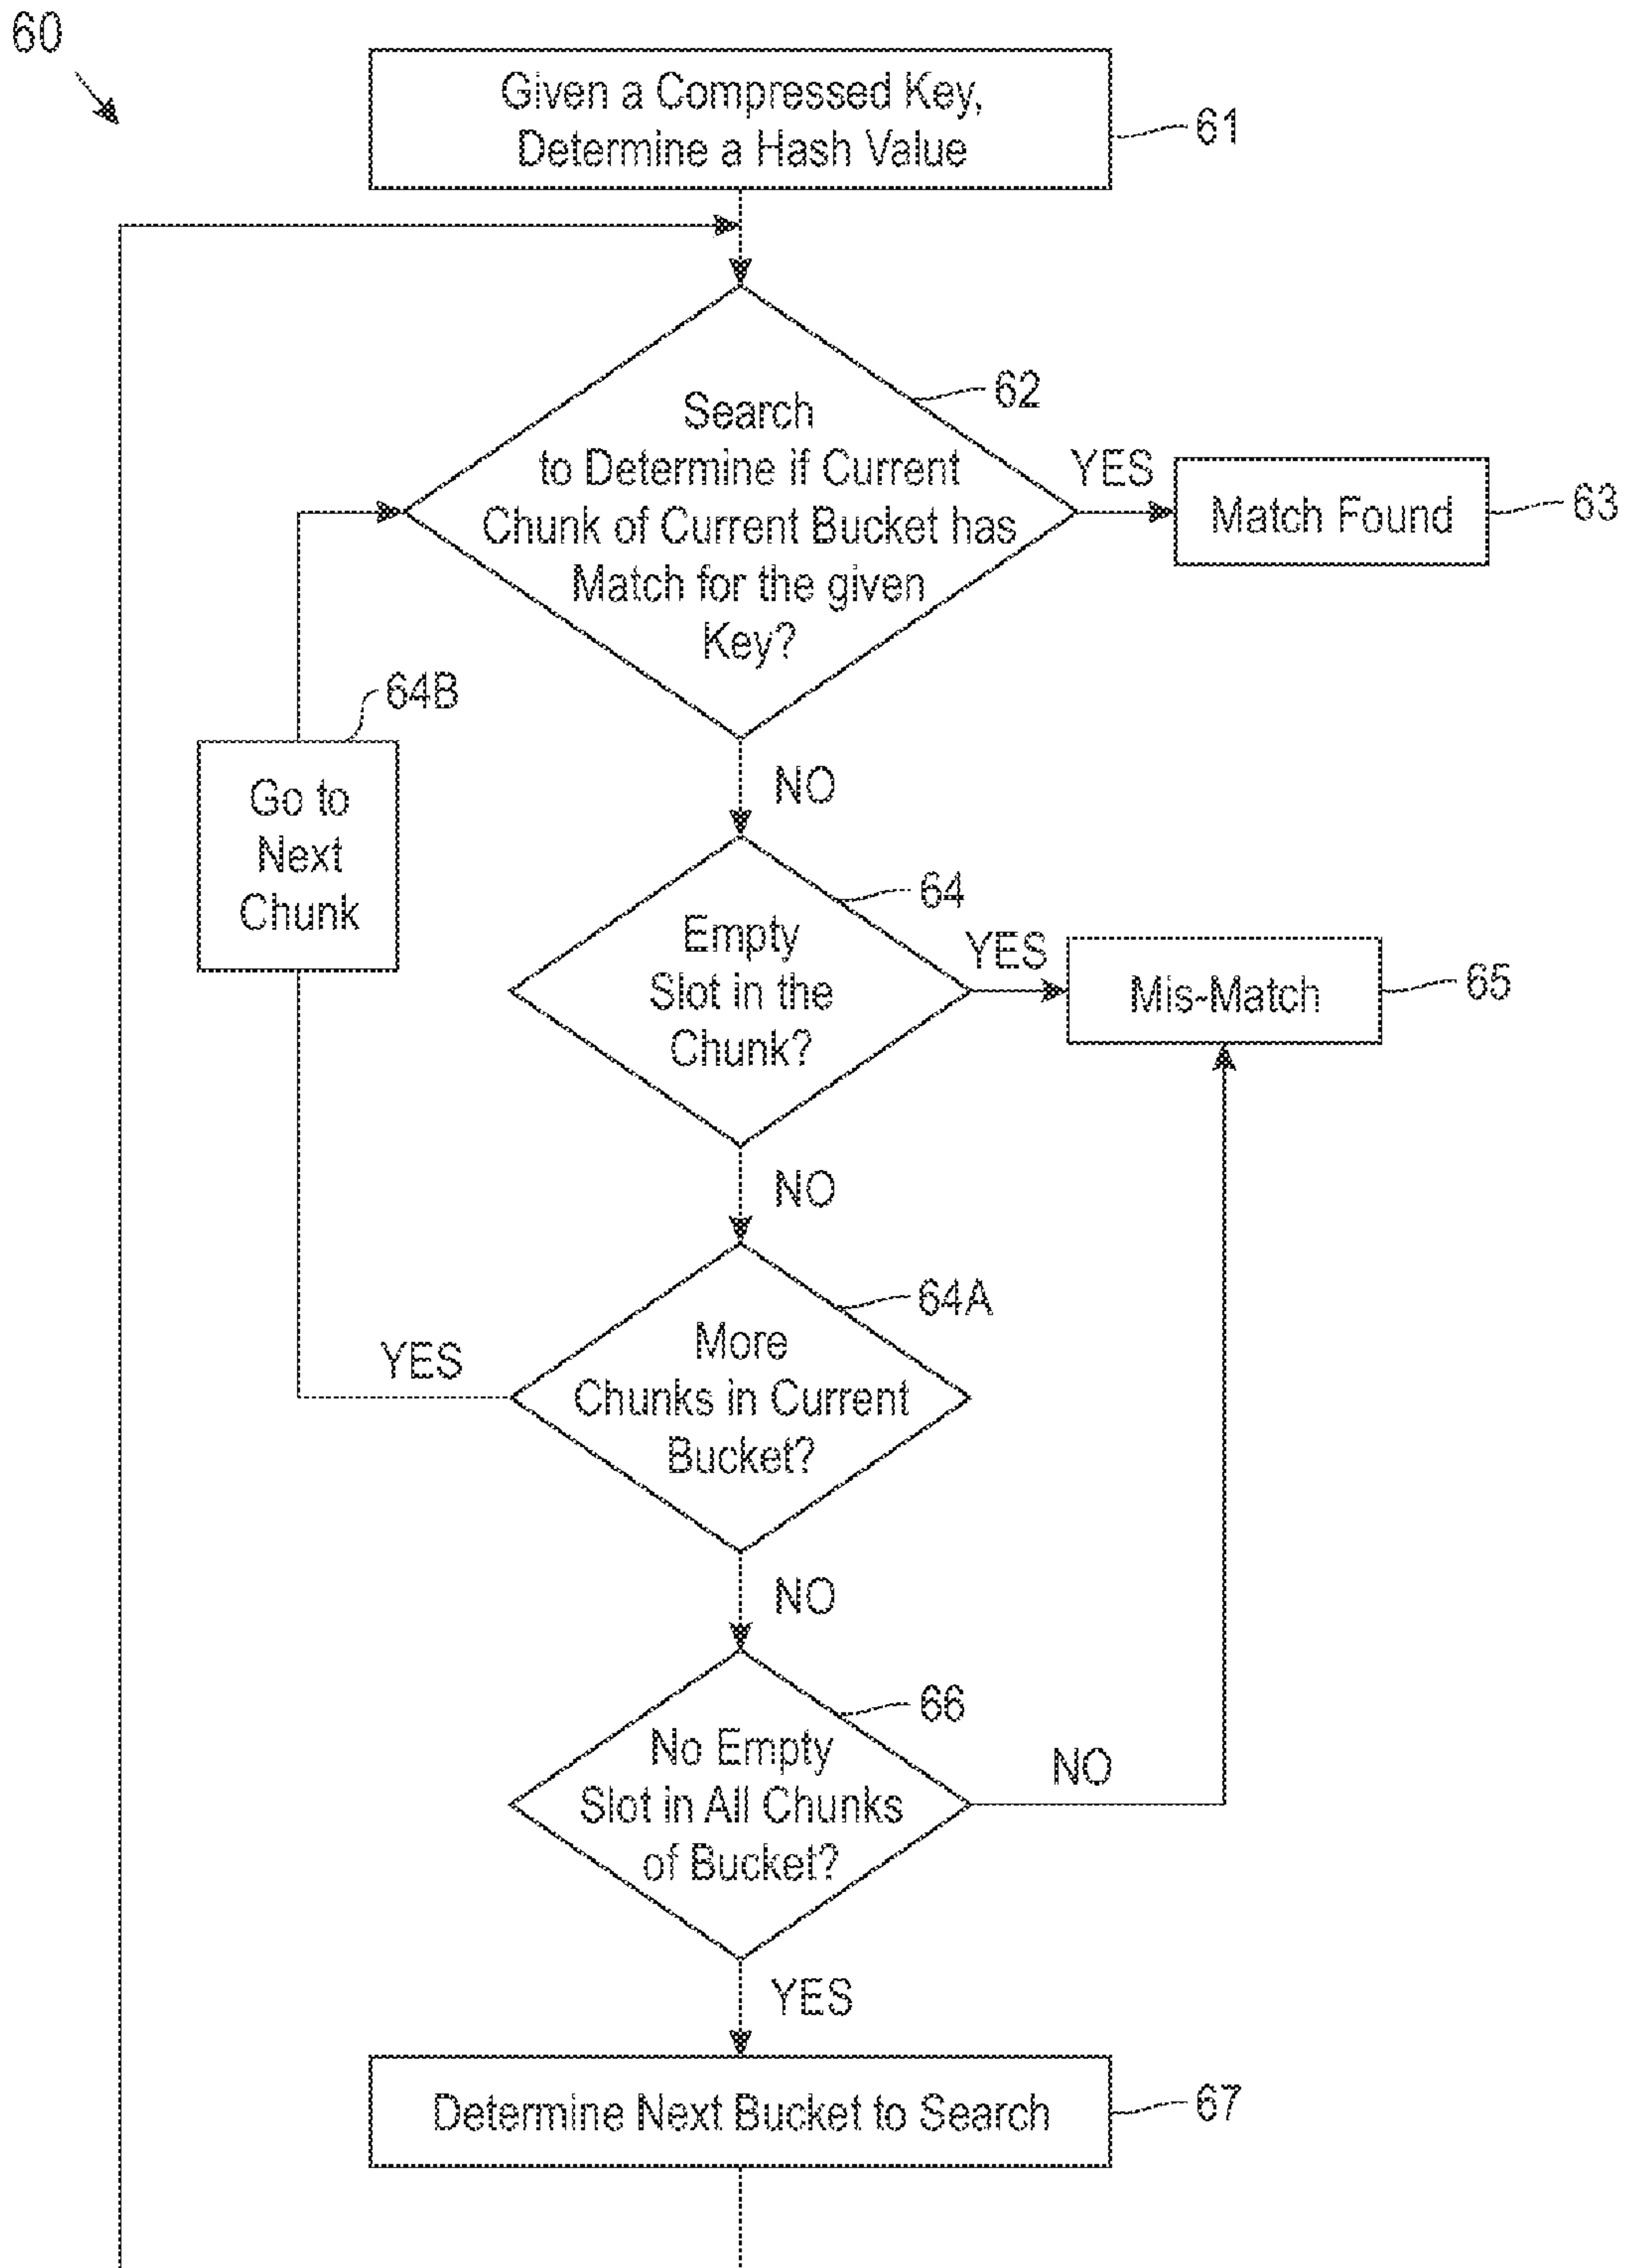 60
Given a Compressed Key,
Determine a Hash Value
61
62
Search
to Determine if Current
Chunk of Current Bucket has
Match for the given
Key?
YES
Match Found
63
64B
Go to
Next
Chunk
NO
64
Empty
Slot in the
Chunk?
YES
Mis-Match
65
NO
64A
More
Chunks in Current
Bucket?
YES
NO
66
No Empty
Slot in All Chunks
of Bucket?
NO
YES
Determine Next Bucket to Search
67